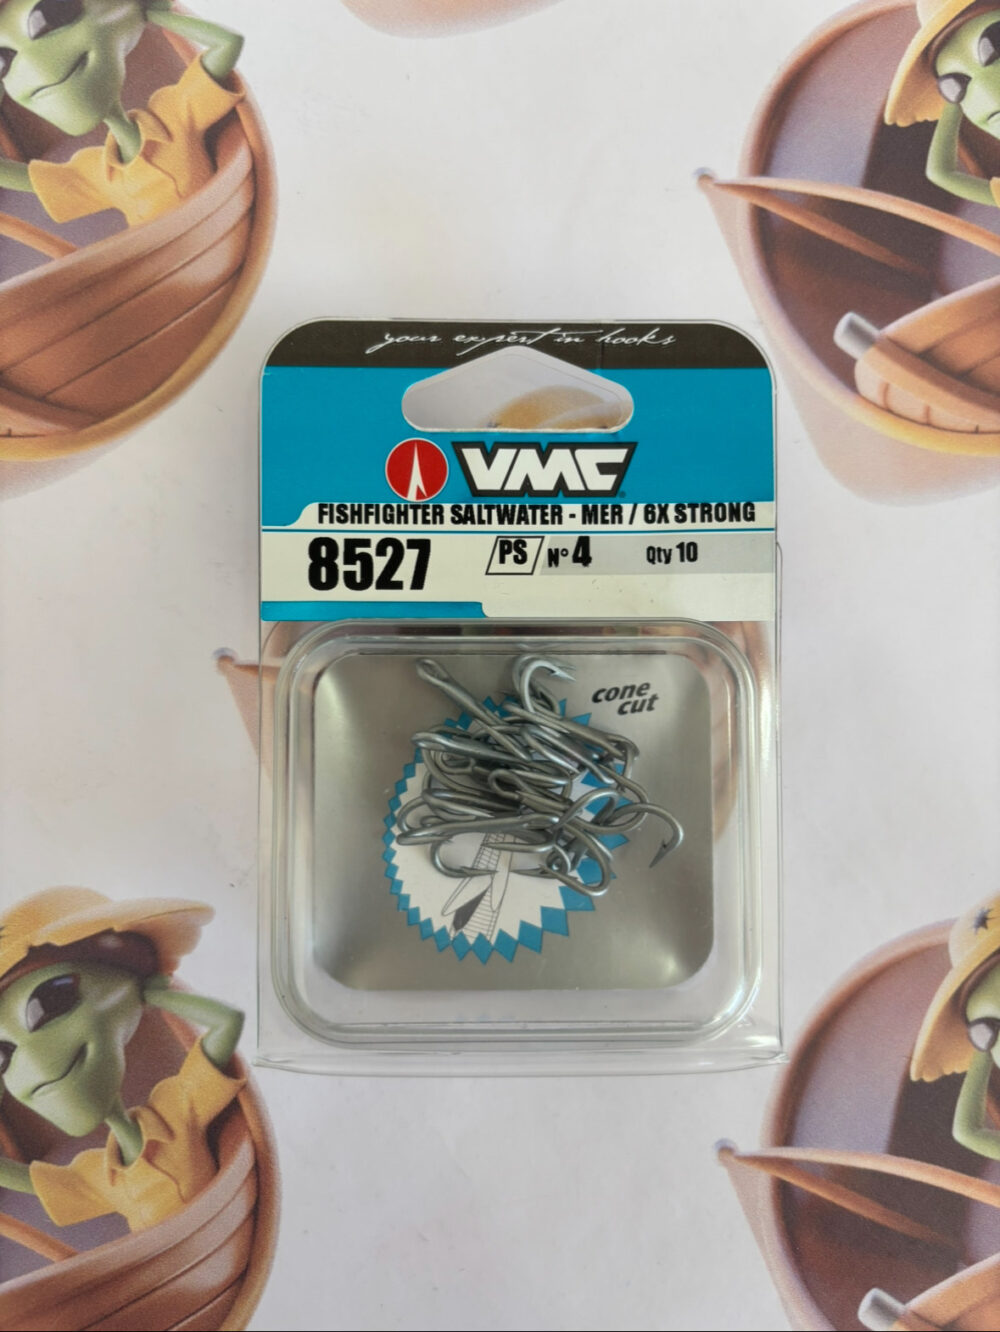 your expert in hooks
VMC
FISHFIGHTER SALTWATER - MER / 6X STRONG
8527 PS N° 4 Qty 10
cone
cut